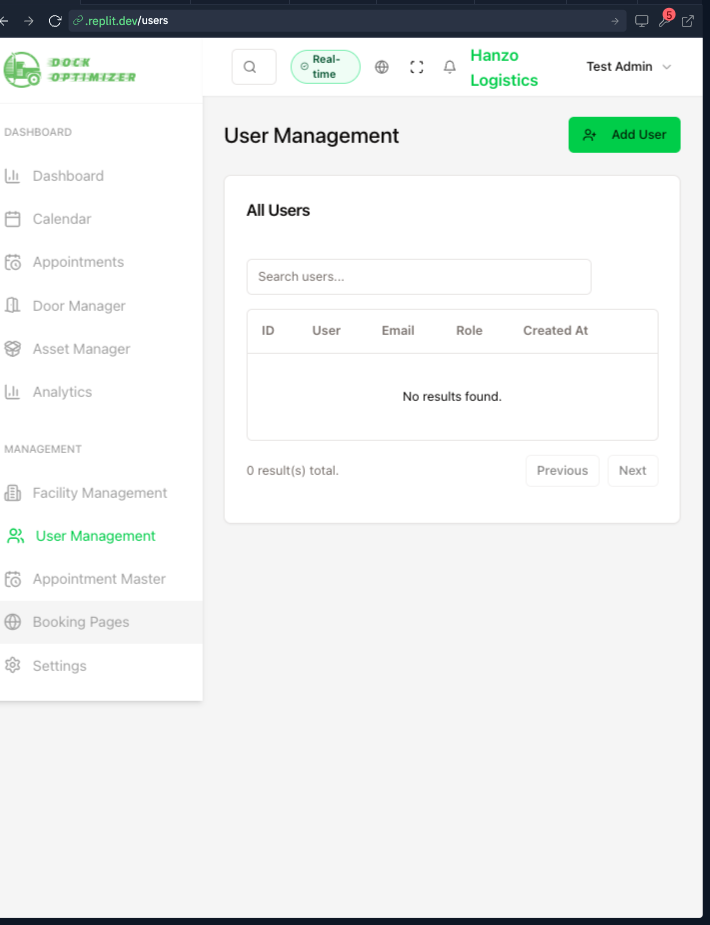 .replit.dev/users
5
DOCK
OPTIMIZER
Real-
time
Hanzo
Logistics
Test Admin
DASHBOARD
Dashboard
Calendar
Appointments
Door Manager
Asset Manager
Analytics
MANAGEMENT
Facility Management
User Management
Appointment Master
Booking Pages
Settings
User Management
Add User
All Users
Search users...
ID User Email Role Created At
No results found.
0 result(s) total.
Previous Next